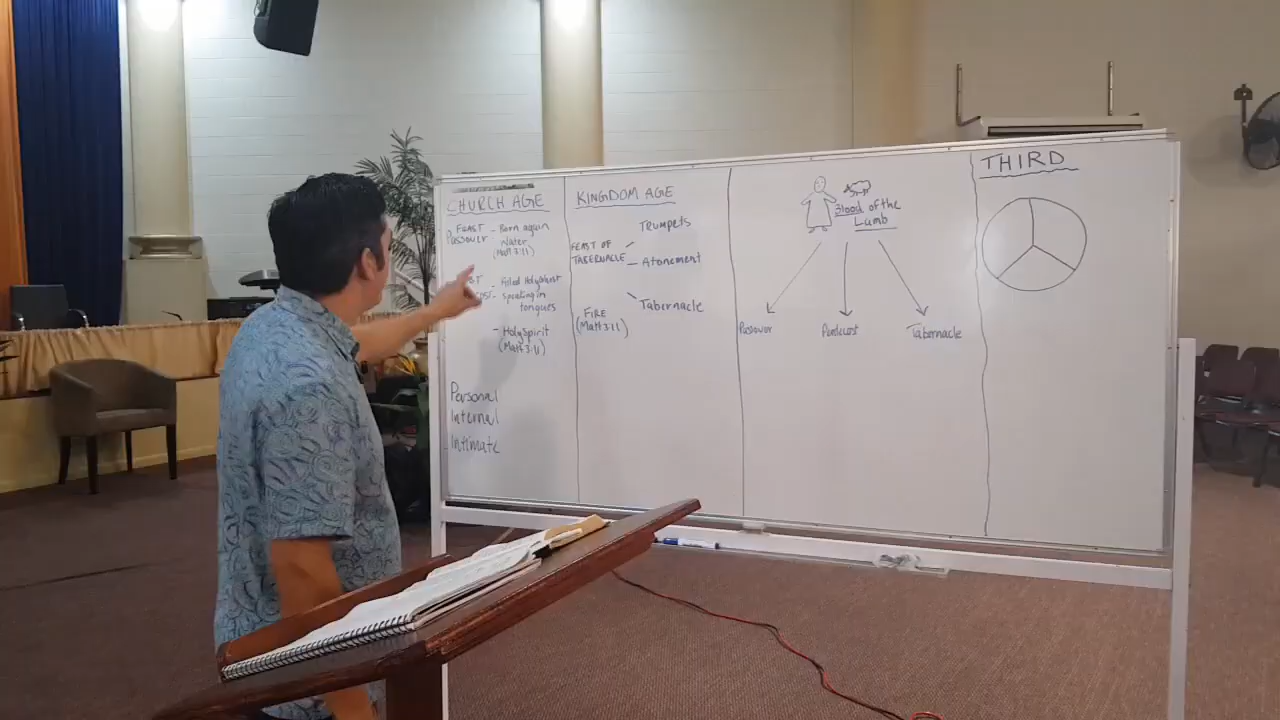 CHURCH AGE
FEAST - Born again
Passover Water
(Matt 3:11)
- Filled Holy Ghost
- speaking in
tongues
- Holy Spirit
(Matt 3:11)
Personal
Internal
Intimate
KINGDOM AGE
Trumpets
FEAST OF
TABERNACLE - Atonement
Tabernacle
FIRE
(Matt 3:11)
Blood of the
Lamb
Passover
Pentecost
Tabernacle
THIRD